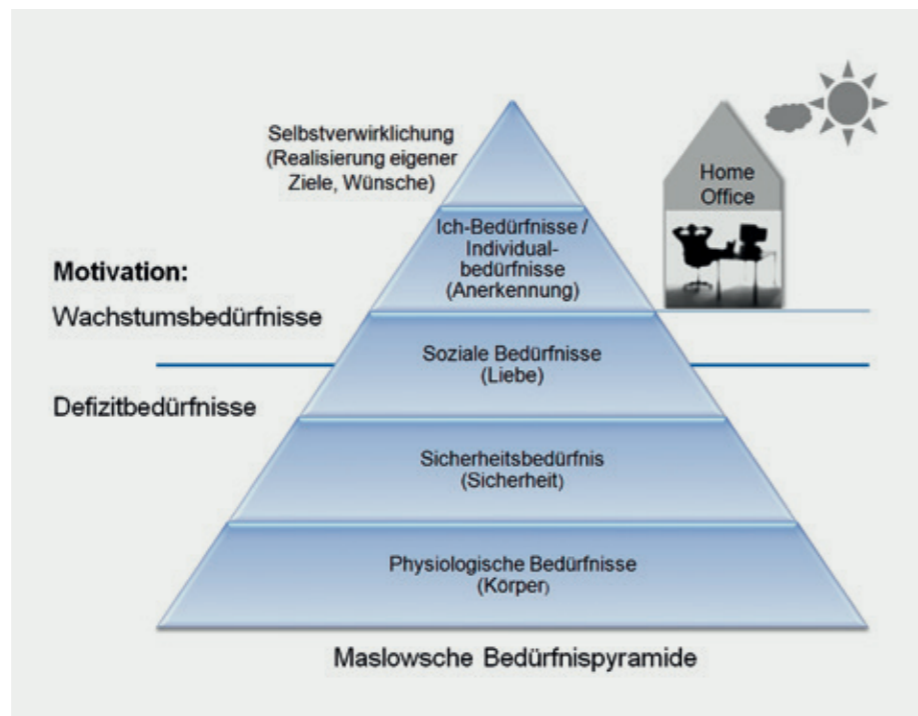 Selbstverwirklichung
(Realisierung eigener
Ziele, Wünsche)
Home
Office
Ich-Bedürfnisse /
Individual-
bedürfnisse
(Anerkennung)
Motivation:
Wachstumsbedürfnisse
Soziale Bedürfnisse
(Liebe)
Defizitbedürfnisse
Sicherheitsbedürfnis
(Sicherheit)
Physiologische Bedürfnisse
(Körper)
Maslowsche Bedürfnispyramide